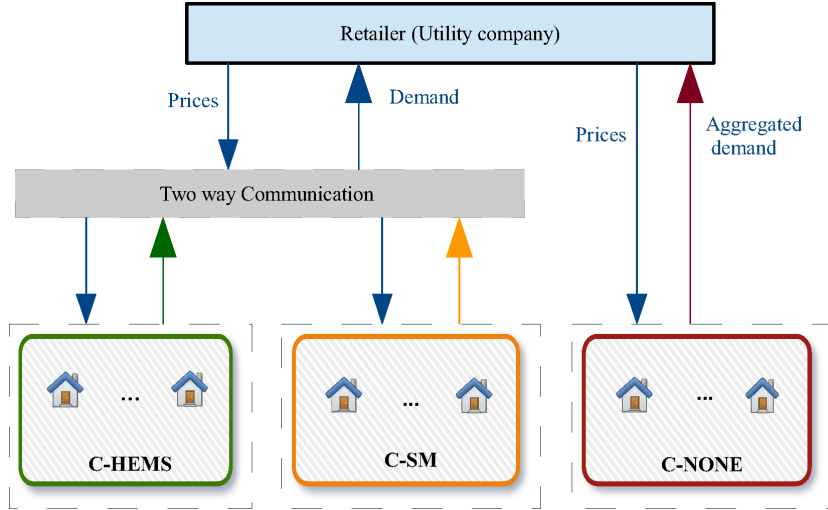 Retailer (Utility company)
Prices
Demand
Prices
Aggregated
demand
Two way Communication
...
...
...
C-HEMS
C-SM
C-NONE